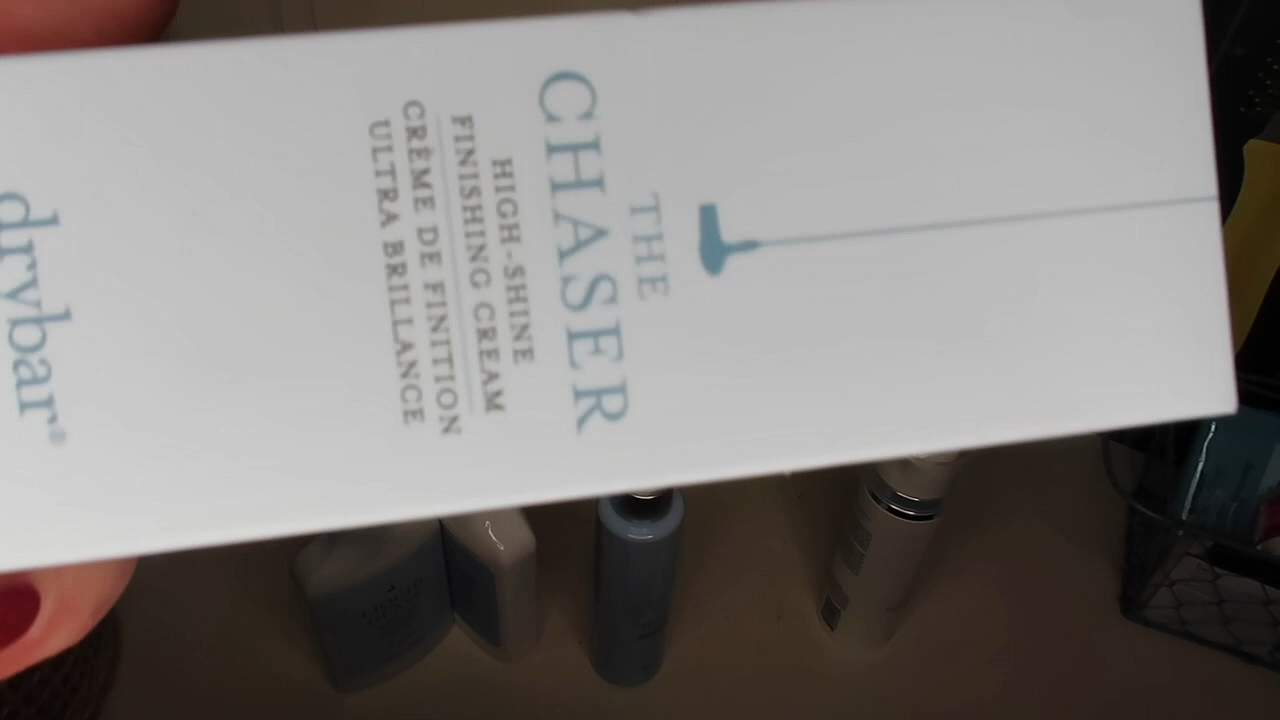 THE
CHASER
HIGH-SHINE
FINISHING CREAM
CRÈME DE FINITION
ULTRA BRILLANCE
drybar®